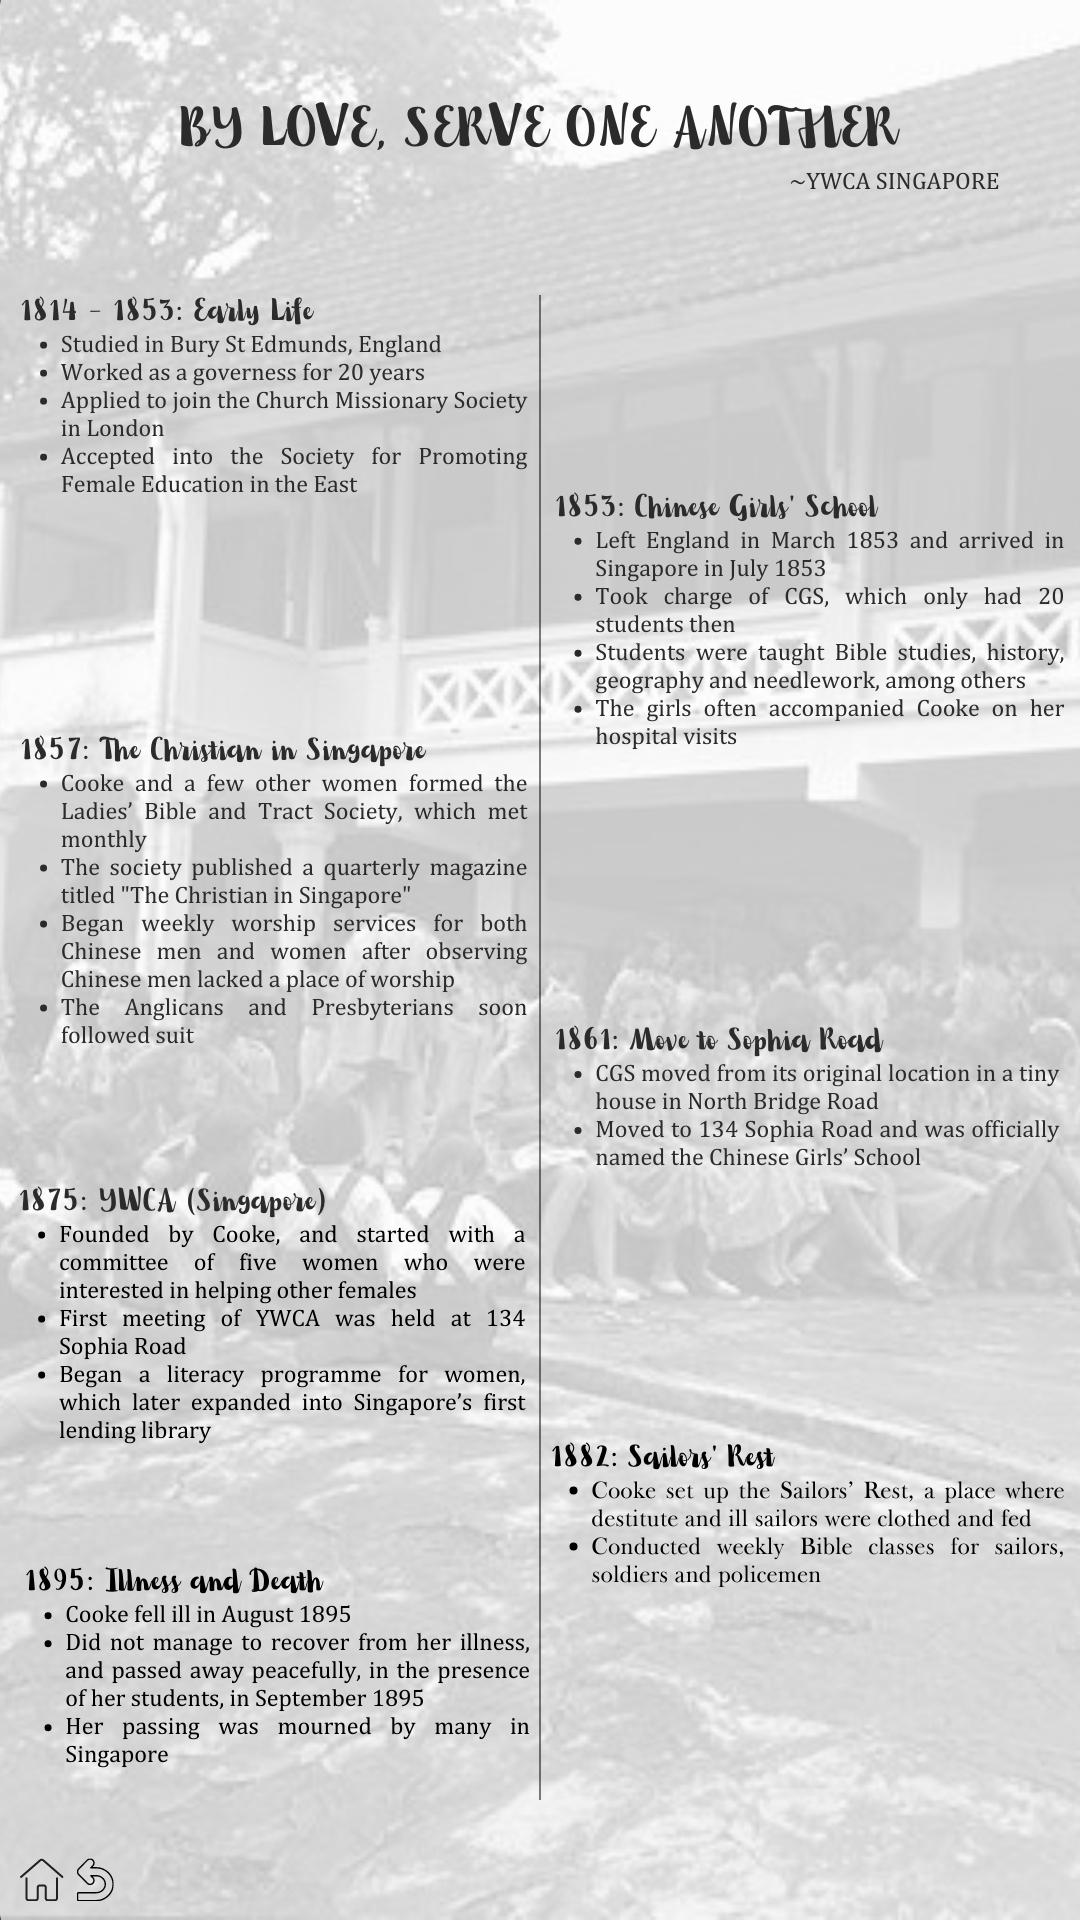 BY LOVE, SERVE ONE ANOTHER
~YWCA SINGAPORE
1814 - 1853: Early Life
• Studied in Bury St Edmunds, England
• Worked as a governess for 20 years
• Applied to join the Church Missionary Society
in London
• Accepted into the Society for Promoting
Female Education in the East
1853: Chinese Girls' School
• Left England in March 1853 and arrived in
Singapore in July 1853
• Took charge of CGS, which only had 20
students then
• Students were taught Bible studies, history,
geography and needlework, among others
• The girls often accompanied Cooke on her
hospital visits
1857: The Christian in Singapore
• Cooke and a few other women formed the
Ladies’ Bible and Tract Society, which met
monthly
• The society published a quarterly magazine
titled "The Christian in Singapore"
• Began weekly worship services for both
Chinese men and women after observing
Chinese men lacked a place of worship
• The Anglicans and Presbyterians soon
followed suit
1861: Move to Sophia Road
• CGS moved from its original location in a tiny
house in North Bridge Road
• Moved to 134 Sophia Road and was officially
named the Chinese Girls’ School
1875: YWCA (Singapore)
• Founded by Cooke, and started with a
committee of five women who were
interested in helping other females
• First meeting of YWCA was held at 134
Sophia Road
• Began a literacy programme for women,
which later expanded into Singapore’s first
lending library
1882: Sailors' Rest
• Cooke set up the Sailors’ Rest, a place where
destitute and ill sailors were clothed and fed
• Conducted weekly Bible classes for sailors,
soldiers and policemen
1895: Illness and Death
• Cooke fell ill in August 1895
• Did not manage to recover from her illness,
and passed away peacefully, in the presence
of her students, in September 1895
• Her passing was mourned by many in
Singapore